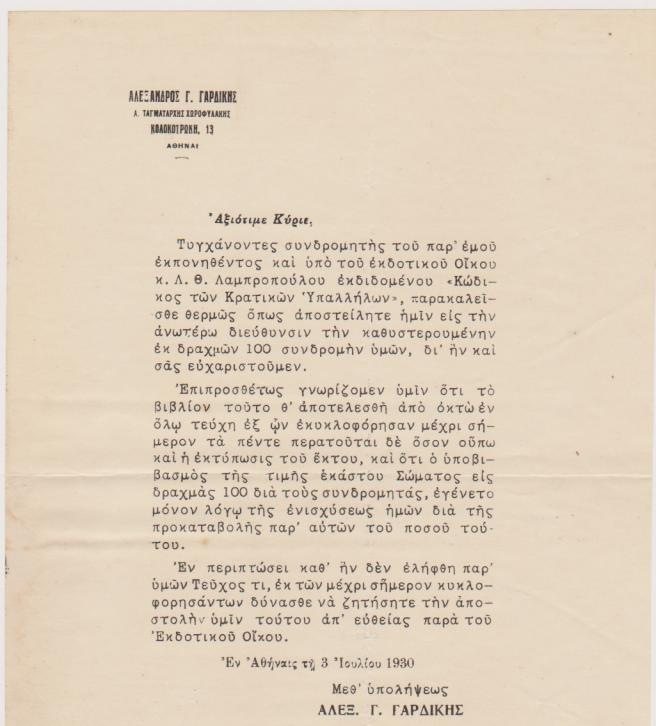 ΑΛΕΞΑΝΔΡΟΣ Γ. ΓΑΡΔΙΚΗΣ
Α. ΤΑΓΜΑΤΑΡΧΗΣ ΧΩΡΟΦΥΛΑΚΗΣ
ΚΟΛΟΚΟΤΡΩΝΗ, 13
ΑΘΗΝΑΙ
Ἀξιότιμε Κύριε,
Τυγχάνοντες συνδρομητὴς τοῦ παρ' ἐμοῦ
ἐκπονηθέντος καὶ ὑπὸ τοῦ ἐκδοτικοῦ Οἴκου
κ. Λ. Θ. Λαμπροπούλου ἐκδιδομένου «Κώδι-
κος τῶν Κρατικῶν Ὑπαλλήλων», παρακαλεῖ-
σθε θερμῶς ὅπως ἀποστείλητε ἡμῖν εἰς τὴν
ἀνωτέρω διεύθυνσιν τὴν καθυστερουμένην
ἐκ δραχμῶν 100 συνδρομὴν ὑμῶν, δι' ἣν καὶ
σᾶς εὐχαριστοῦμεν.
Ἐπιπροσθέτως γνωρίζομεν ὑμῖν ὅτι τὸ
βιβλίον τοῦτο θ' ἀποτελεσθῇ ἀπὸ ὀκτὼ ἐν
ὅλῳ τεύχη ἐξ ὧν ἐκυκλοφόρησαν μέχρι σή-
μερον τὰ πέντε περατοῦται δὲ ὅσον οὔπω
καὶ ἡ ἐκτύπωσις τοῦ ἕκτου, καὶ ὅτι ὁ ὑποβι-
βασμὸς τῆς τιμῆς ἑκάστου Σώματος εἰς
δραχμὰς 100 διὰ τοὺς συνδρομητάς, ἐγένετο
μόνον λόγῳ τῆς ἐνισχύσεως ἡμῶν διὰ τῆς
προκαταβολῆς παρ' αὐτῶν τοῦ ποσοῦ τού-
του.
Ἐν περιπτώσει καθ' ἣν δὲν ἐλήφθη παρ'
ὑμῶν Τεῦχος τι, ἐκ τῶν μέχρι σῆμερον κυκλο-
φορησάντων δύνασθε νὰ ζητήσητε τὴν ἀπο-
στολὴν ὑμῖν τούτου ἀπ' εὐθείας παρὰ τοῦ
Ἐκδοτικοῦ Οἴκου.
Ἐν Ἀθήναις τῇ 3 Ἰουλίου 1930
Μεθ' ὑπολήψεως
ΑΛΕΞ. Γ. ΓΑΡΔΙΚΗΣ